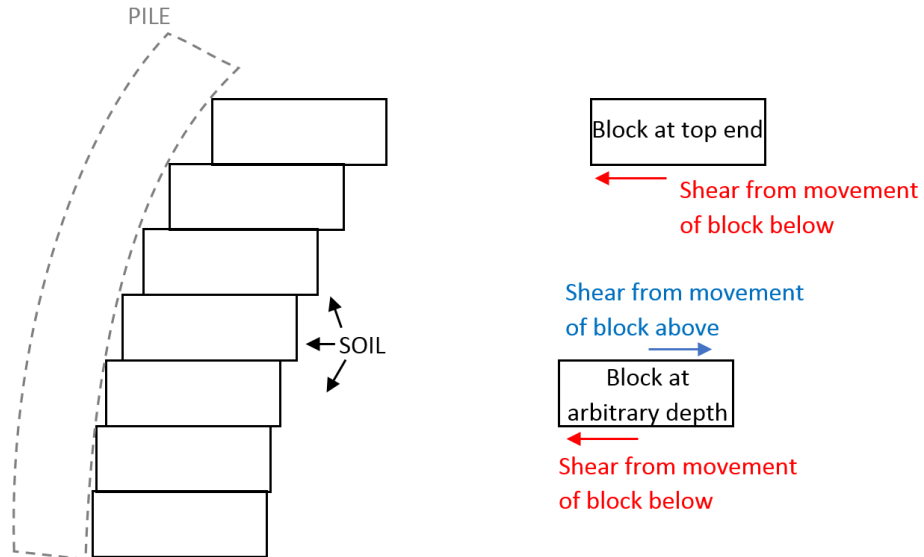 PILE
Block at top end
Shear from movement
of block below
Shear from movement
of block above
SOIL
Block at
arbitrary depth
Shear from movement
of block below